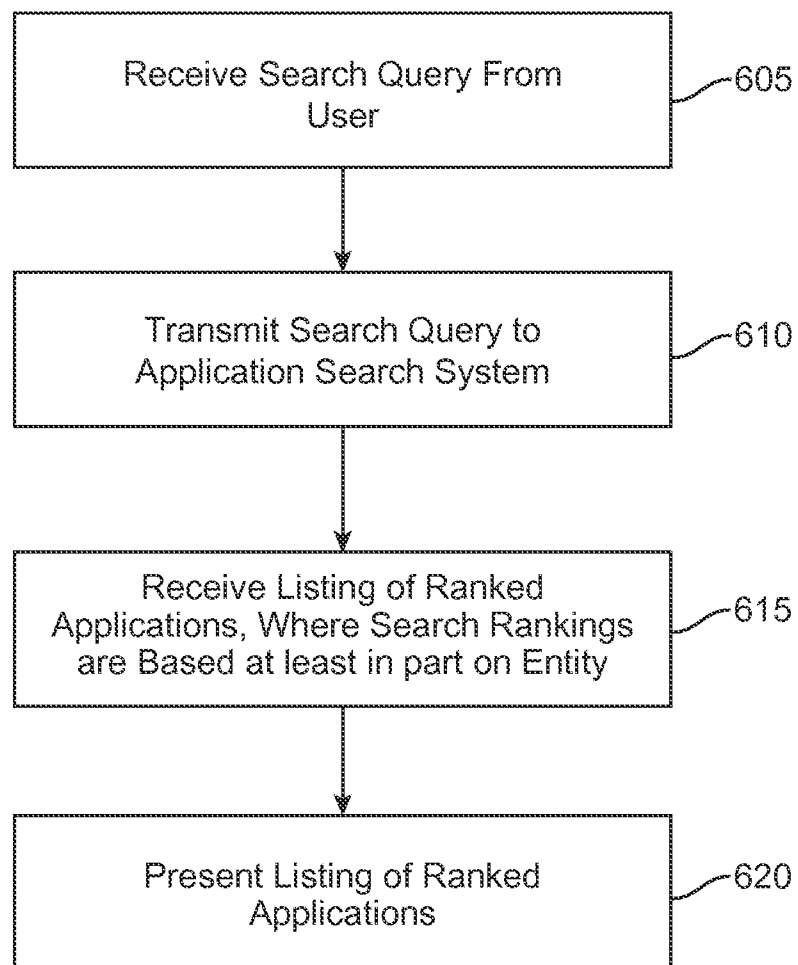 Receive Search Query From
User
605
Transmit Search Query to
Application Search System
610
Receive Listing of Ranked
Applications, Where Search Rankings
are Based at least in part on Entity
615
Present Listing of Ranked
Applications
620